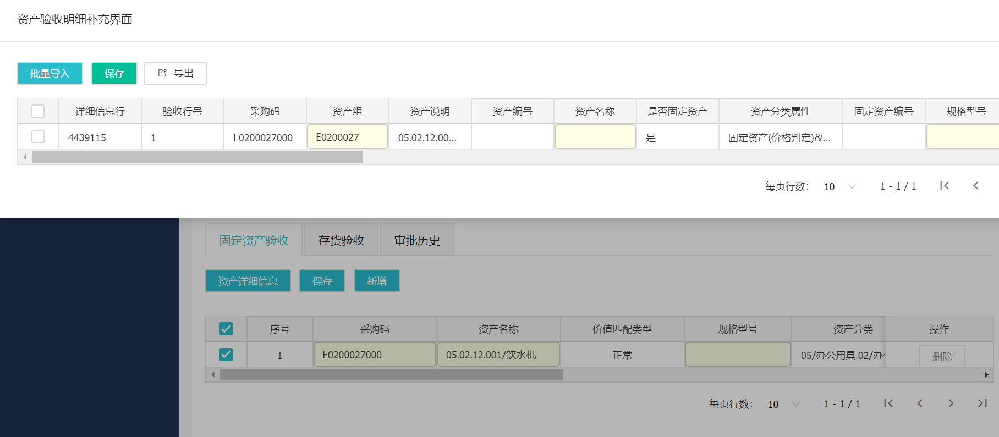 资产验收明细补充界面
批量导入 保存 导出
详细信息行 验收行号 采购码 资产组 资产说明 资产编号 资产名称 是否固定资产 资产分类属性 固定资产编号 规格型号
4439115 1 E0200027000 E0200027 05.02.12.00... 是 固定资产(价格判定)&...
每页行数： 10 1 - 1 / 1
固定资产验收 存货验收 审批历史
资产详细信息 保存 新增
序号 采购码 资产名称 价值匹配类型 规格型号 资产分类 操作
1 E0200027000 05.02.12.001/饮水机 正常 05/办公用具.02/办 删除
每页行数： 10 1 - 1 / 1